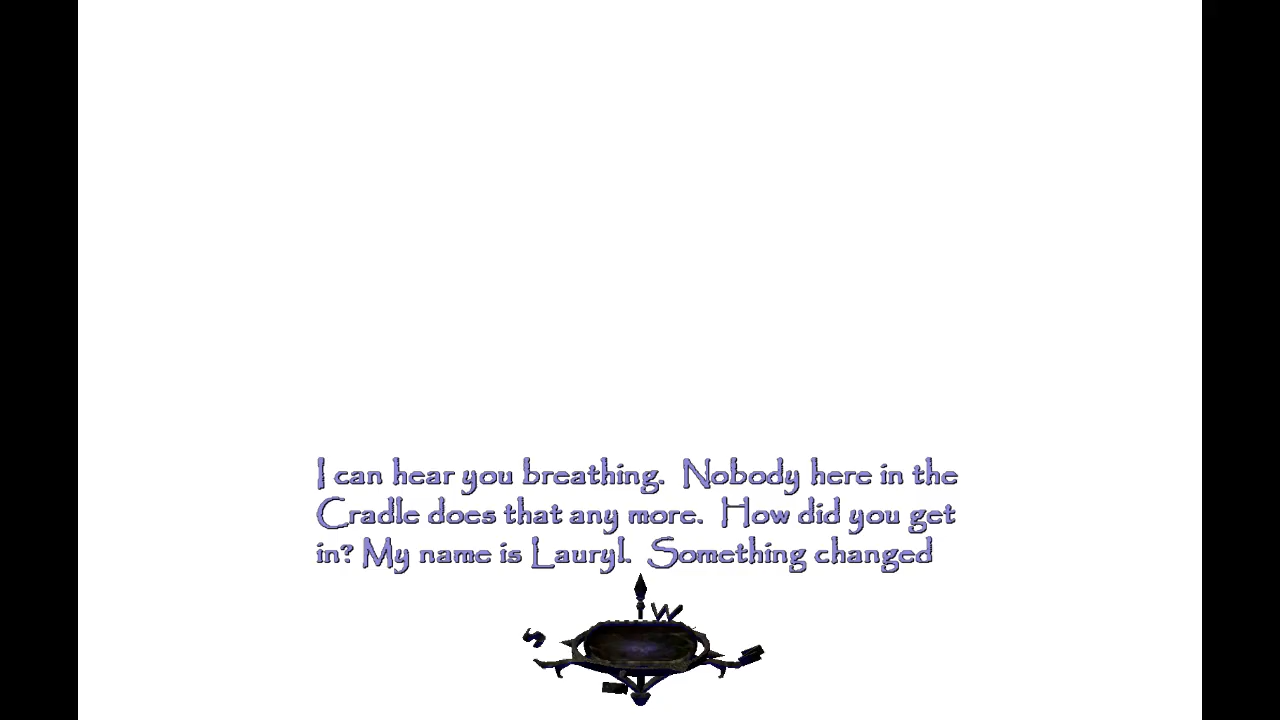 I can hear you breathing.  Nobody here in the
Cradle does that any more.  How did you get
in? My name is Lauryl.  Something changed
W
S